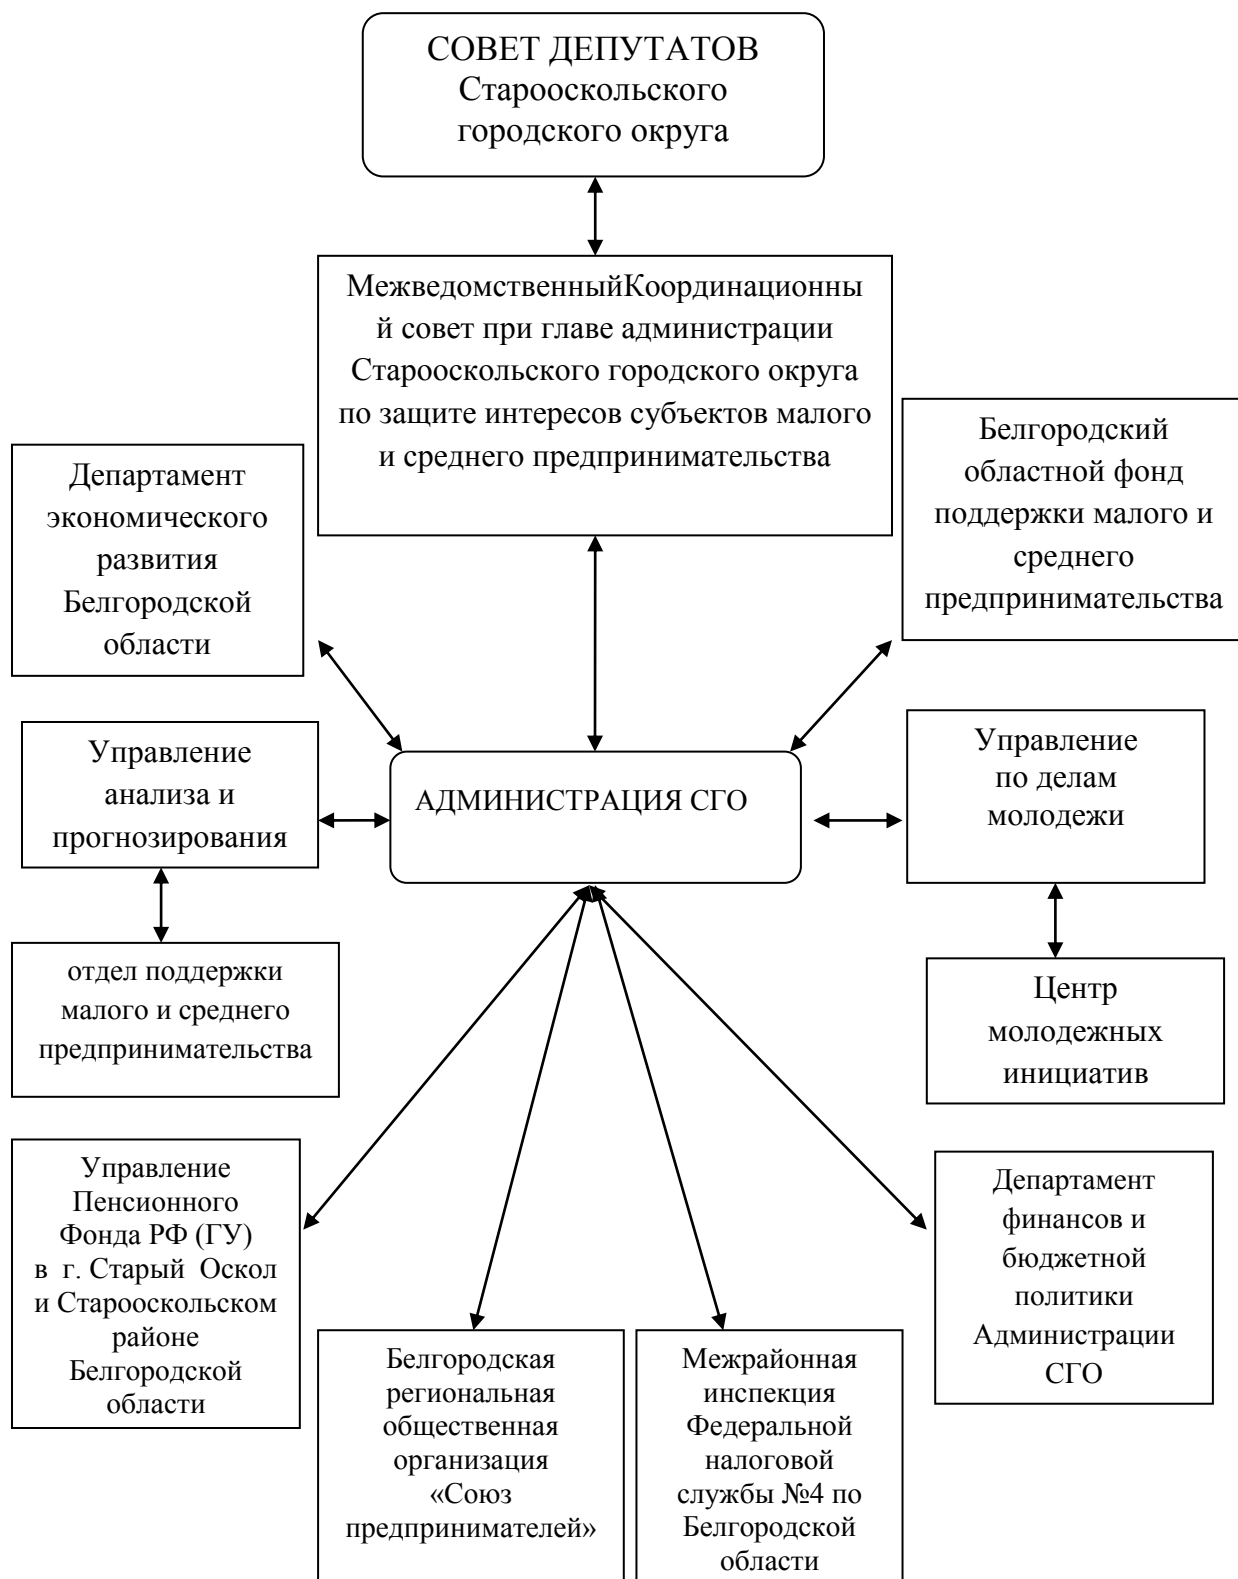 СОВЕТ ДЕПУТАТОВ
Старооскольского
городского округа
МежведомственныйКоординационны
й совет при главе администрации
Старооскольского городского округа
по защите интересов субъектов малого
и среднего предпринимательства
Белгородский
областной фонд
поддержки малого и
среднего
предпринимательства
Департамент
экономического
развития
Белгородской
области
Управление
анализа и
прогнозирования
АДМИНИСТРАЦИЯ СГО
Управление
по делам
молодежи
отдел поддержки
малого и среднего
предпринимательства
Центр
молодежных
инициатив
Управление
Пенсионного
Фонда РФ (ГУ)
в г. Старый Оскол
и Старооскольском
районе
Белгородской
области
Белгородская
региональная
общественная
организация
«Союз
предпринимателей»
Межрайонная
инспекция
Федеральной
налоговой
службы №4 по
Белгородской
области
Департамент
финансов и
бюджетной
политики
Администрации
СГО